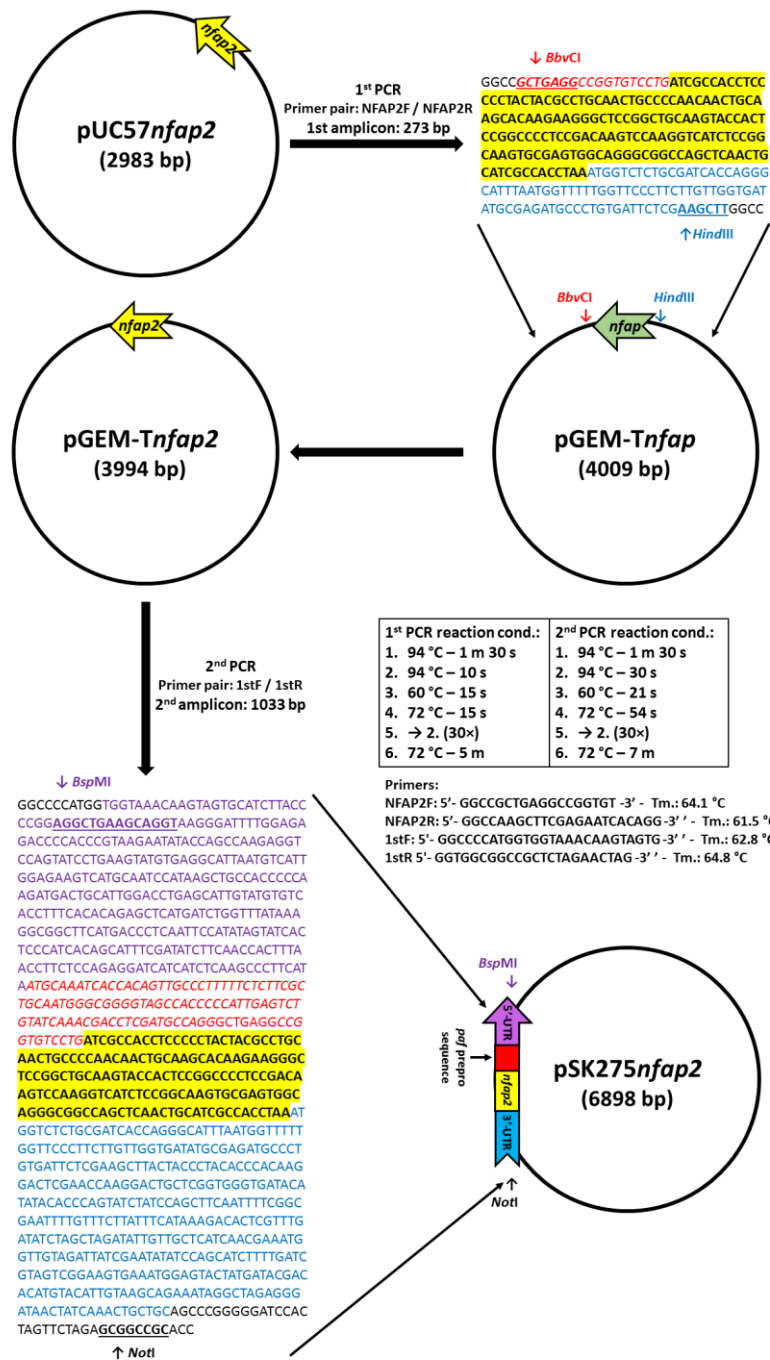 nfap2
pUC57nfap2
(2983 bp)
1st PCR
Primer pair: NFAP2F / NFAP2R
1st amplicon: 273 bp
↓ BbvCI
GGCCGCTGAGGCCGGTGTCCTGATCGCCACCTCC
CCCTACTACGCCTGCAACTGCCCCAACAACTGCA
AGCACAAGAAGGGCTCCGGCTGCAAGTACCACT
CCGGCCCCTCCGACAAGTCCAAGGTCATCTCCGG
CAAGTGCGAGTGGCAGGGCGGCCAGCTCAACTG
CATCGCCACCTAAATGGTCTCTGCGATCACCAGGG
CATTTAATGGTTTTTGGTTCCCTTCTTGTTGGTGAT
ATGCGAGATGCCCTGTGATTCTCGAAGCTTGGCC
↑HindIII
nfap2
pGEM-Tnfap2
(3994 bp)
BbvCI
HindIII
nfap
pGEM-Tnfap
(4009 bp)
2nd PCR
Primer pair: 1stF / 1stR
2nd amplicon: 1033 bp
1st PCR reaction cond.:
1. 94 °C – 1 m 30 s
2. 94 °C – 10 s
3. 60 °C – 15 s
4. 72 °C – 15 s
5. → 2. (30×)
6. 72 °C – 5 m
2nd PCR reaction cond.:
1. 94 °C – 1 m 30 s
2. 94 °C – 30 s
3. 60 °C – 21 s
4. 72 °C – 54 s
5. → 2. (30×)
6. 72 °C – 7 m
Primers:
NFAP2F: 5'- GGCCGCTGAGGCCGGTGT -3' - Tm.: 64.1 °C
NFAP2R: 5'- GGCCAAGCTTCGAGAATCACAGG -3'' - Tm.: 61.5 °C
1stF: 5'- GGCCCCATGGTGGTAAACAAGTAGTG -3'' - Tm.: 62.8 °C
1stR 5'- GGTGGCGGCCGCTCTAGAACTAG -3'' - Tm.: 64.8 °C
↓ BspMI
GGCCCCATGGTGGTAAACAAGTAGTGCATCTTACC
CCGGAGGCTGAAGCAGGTAAGGGATTTTGGAGA
GACCCCACCCGTAAGAATATACCAGCCAAGAGGT
CCAGTATCCTGAAGTATGTGAGGCATTAATGTCATT
GGAGAAGTCATGCAATCCATAAGCTGCCACCCCCA
AGATGACTGCATTGGACCTGAGCATTGTATGTGTC
ACCTTTCACACAGAGCTCATGATCTGGTTTATAAA
GGCGGCTTCATGACCCTCAATTCCATATAGTATCAC
TCCCATCACAGCATTTCGATATCTTCAACCACTTTA
ACCTTCTCCAGAGGATCATCATCTCAAGCCCTTCAT
AATGCAAATCACCACAGTTGCCCTTTTTCTCTTCGC
TGCAATGGGCGGGGTAGCCACCCCCATTGAGTCT
GTATCAAACGACCTCGATGCCAGGGCTGAGGCCG
GTGTCCTGATCGCCACCTCCCCCTACTACGCCTGC
AACTGCCCCAACAACTGCAAGCACAAGAAGGGC
TCCGGCTGCAAGTACCACTCCGGCCCCTCCGACA
AGTCCAAGGTCATCTCCGGCAAGTGCGAGTGGC
AGGGCGGCCAGCTCAACTGCATCGCCACCTAAAT
GGTCTCTGCGATCACCAGGGCATTTAATGGTTTTT
GGTTCCCTTCTTGTTGGTGATATGCGAGATGCCCT
GTGATTCTCGAAGCTTACTACCCTACACCCACAAG
GACTCGAACCAAGGACTGCTCGGTGGGTGATACA
TATACACCCAGTATCTATCCAGCTTCAATTTTCGGC
GAATTTTGTTTCTTATTTCATAAAGACACTCGTTTG
ATATCTAGCTAGATATTGTTGCTCATCAACGAAATG
GTTGTAGATTATCGAATATATCCAGCATCTTTTGATC
GTAGTCGGAAGTGAAATGGAGTACTATGATACGAC
ACATGTACATTGTAAGCAGAAATAGGCTAGAGGG
ATAACTATCAAACTGCTGCAGCCCGGGGGATCCAC
TAGTTCTAGAGCGGCCGCACC
↑ NotI
BspMI
5'-UTR
paf prepro
sequence
nfap2
3'-UTR
NotI
pSK275nfap2
(6898 bp)